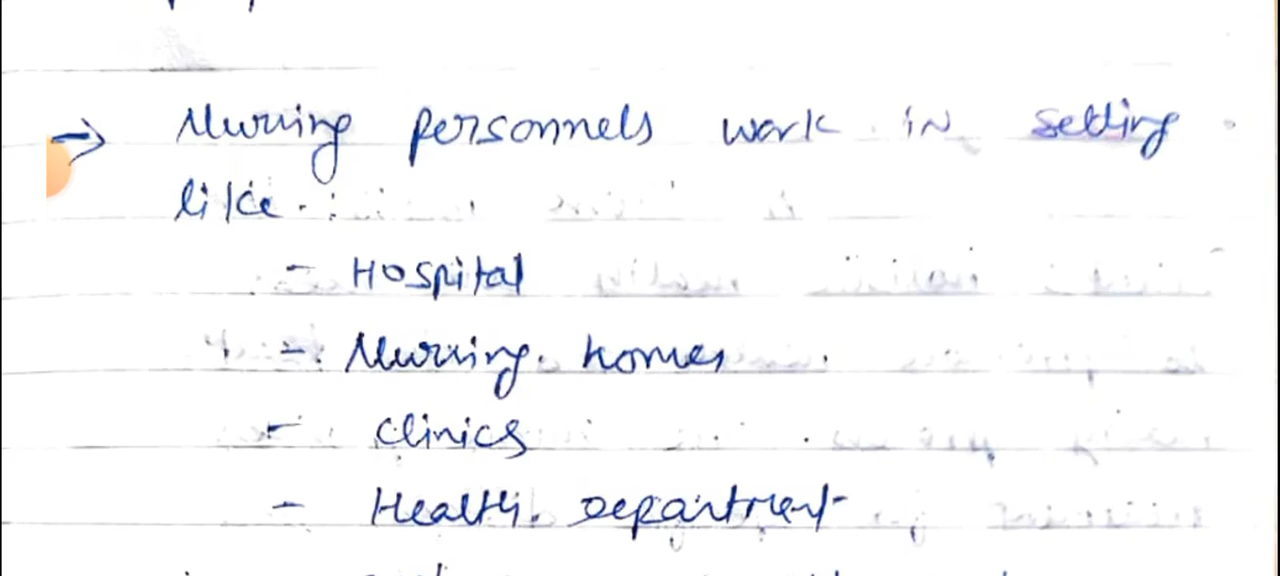 → Nursing personnels work in setting
like :
- Hospital
- Nursing homes
- Clinics
- Health Department